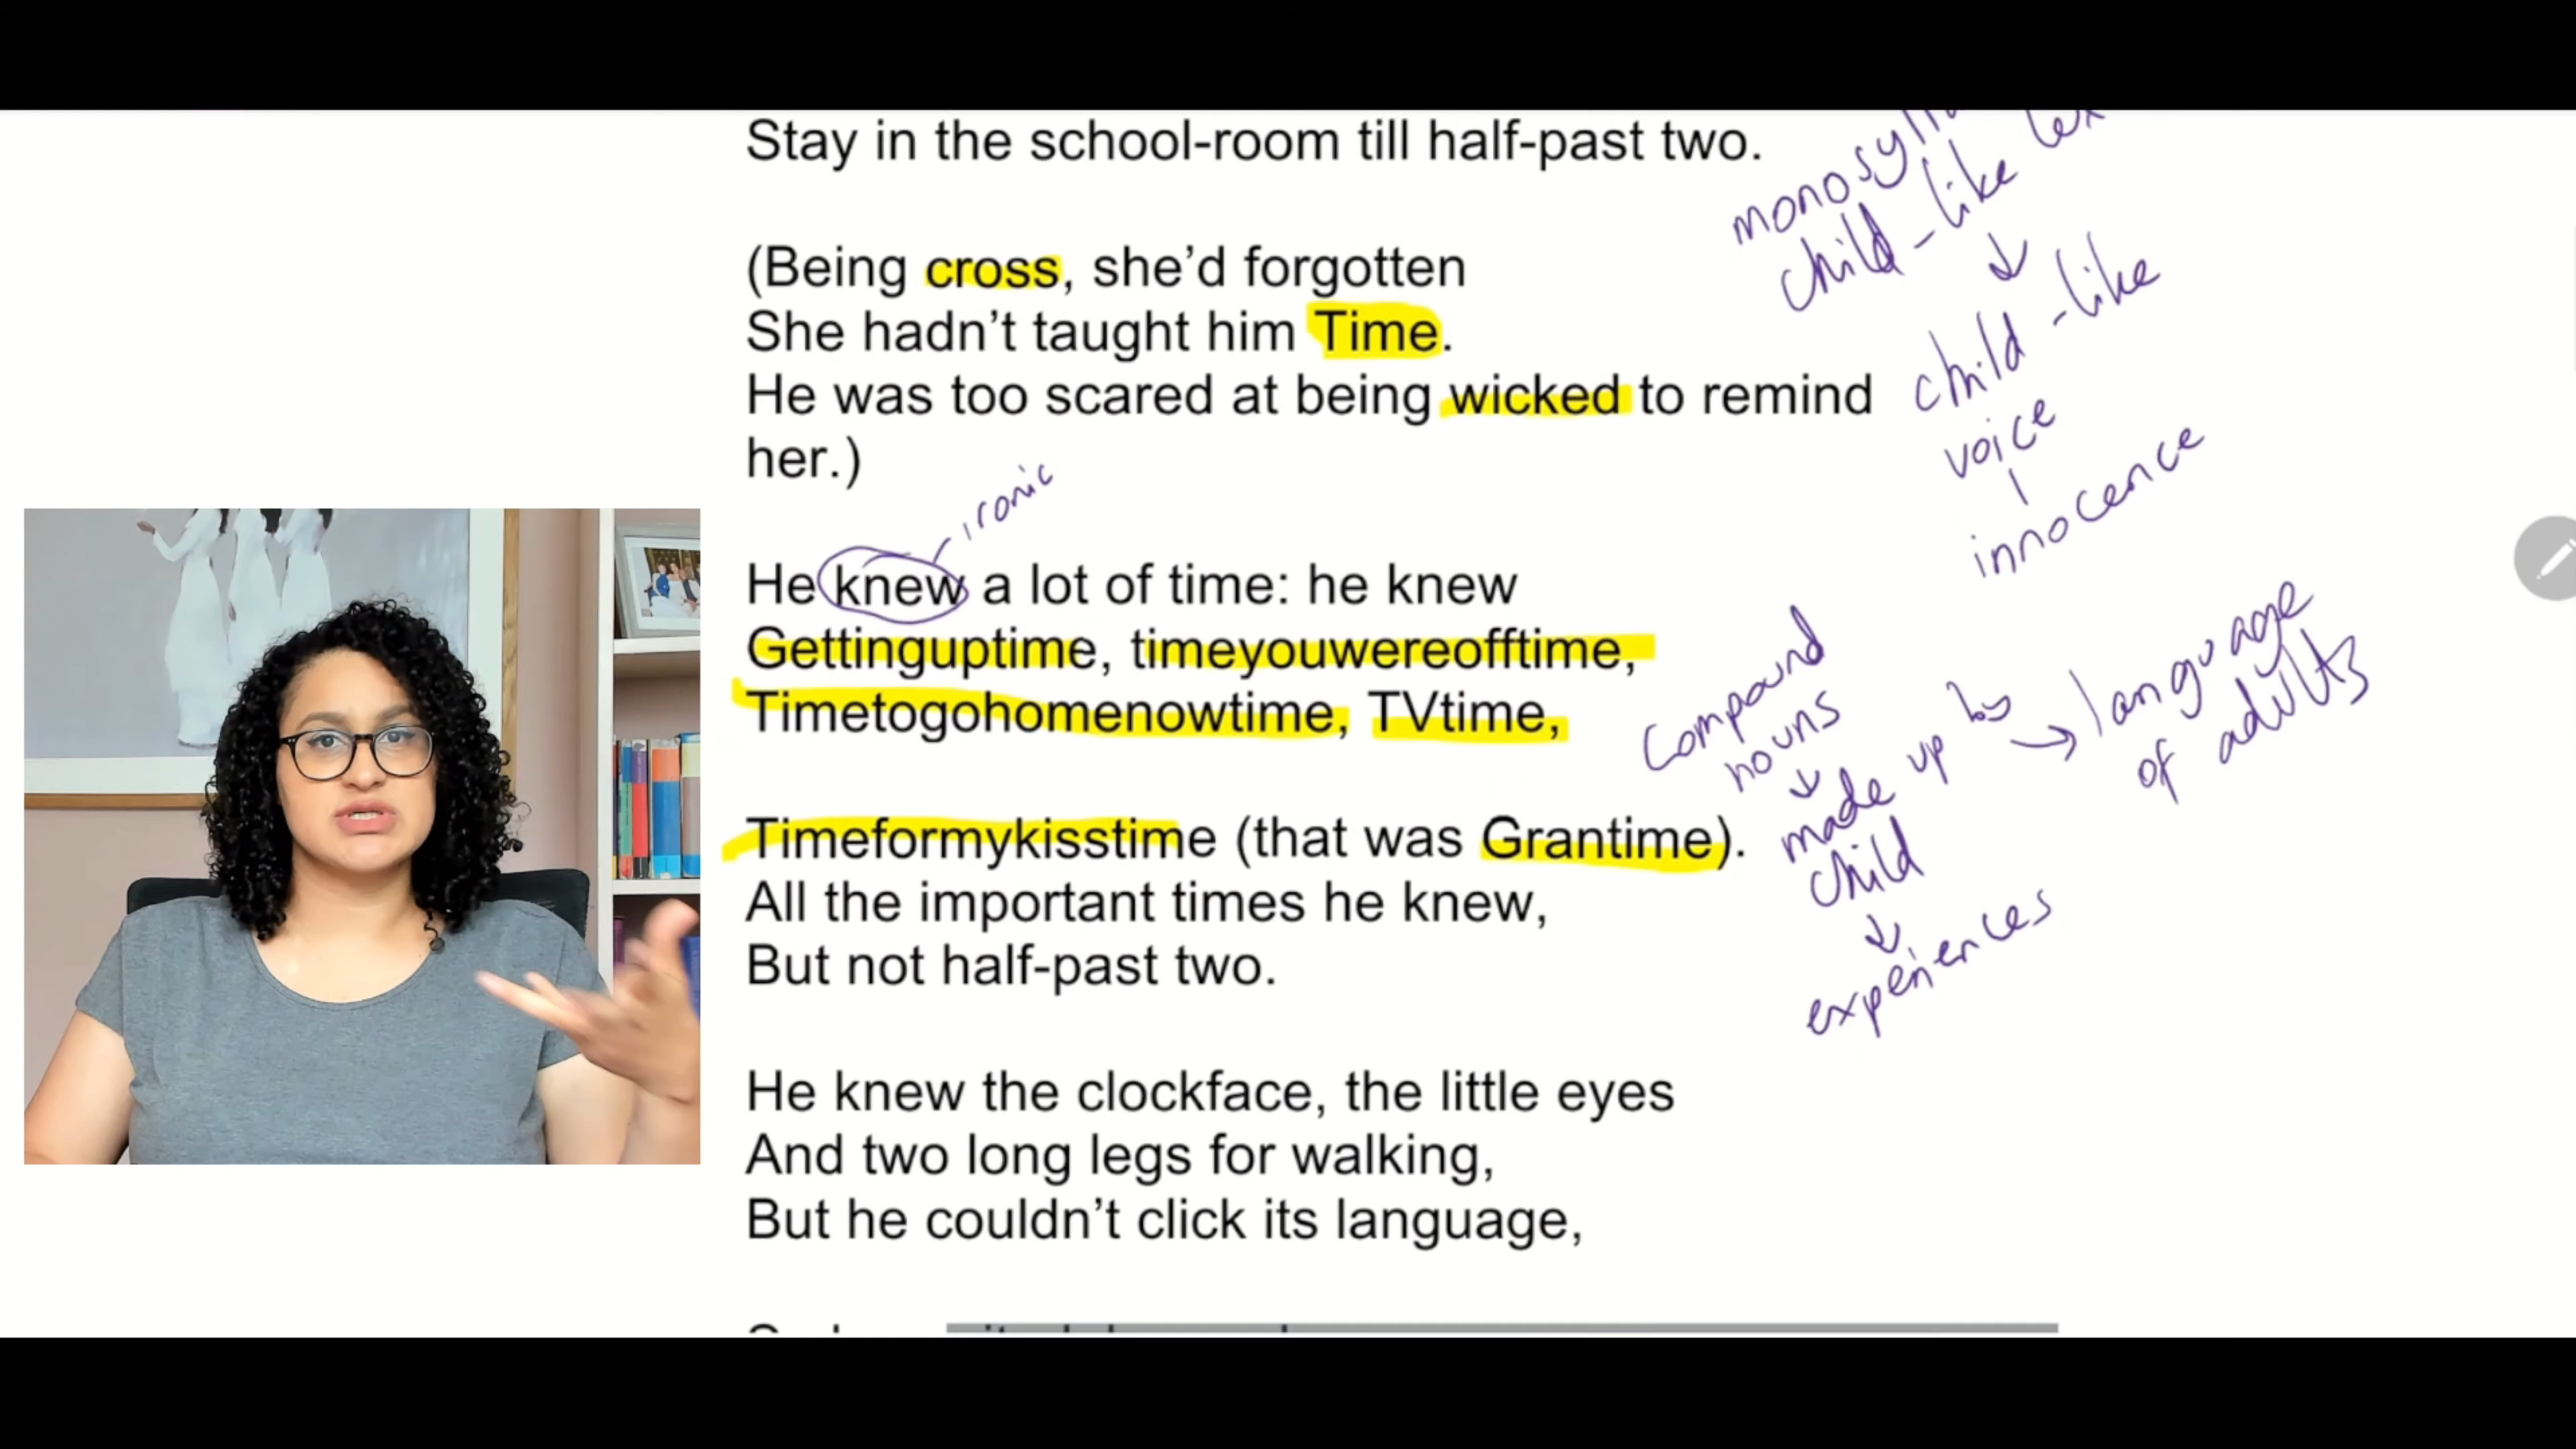 Stay in the school-room till half-past two.
(Being cross, she’d forgotten
She hadn’t taught him Time.
He was too scared at being wicked to remind
her.)
ironic
He knew a lot of time: he knew
Gettinguptime, timeyouwereofftime,
Timetogohomenowtime, TVtime,
Timeformykisstime (that was Grantime).
All the important times he knew,
But not half-past two.
He knew the clockface, the little eyes
And two long legs for walking,
But he couldn’t click its language,
child-like
↓
child-like
voice
innocence
Compound
nouns
↓
made up by
child
↓
experiences
→ language
of adults